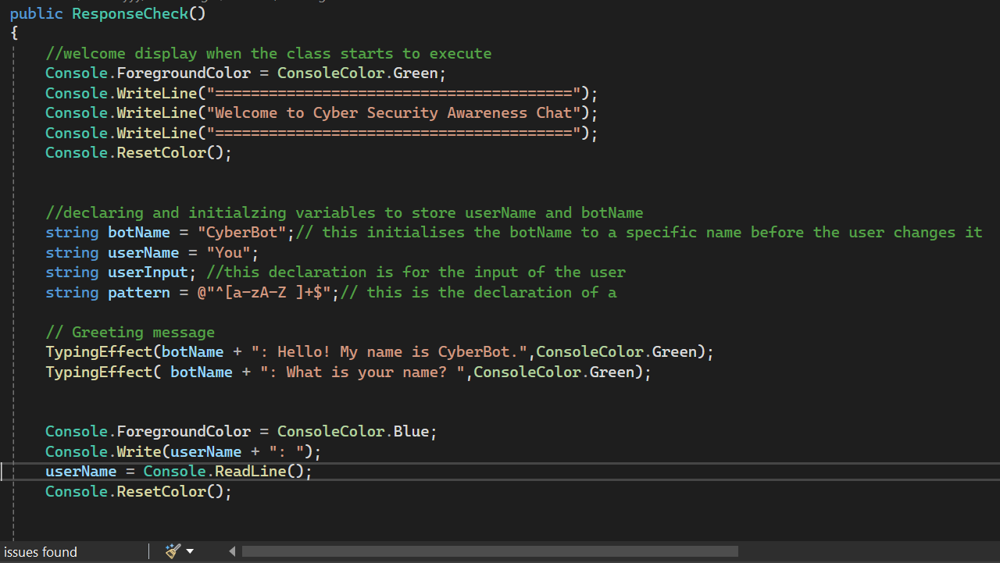 public ResponseCheck()
{
//welcome display when the class starts to execute
Console.ForegroundColor = ConsoleColor.Green;
Console.WriteLine("========================================");
Console.WriteLine("Welcome to Cyber Security Awareness Chat");
Console.WriteLine("========================================");
Console.ResetColor();
//declaring and initialzing variables to store userName and botName
string botName = "CyberBot";// this initialises the botName to a specific name before the user changes it
string userName = "You";
string userInput; //this declaration is for the input of the user
string pattern = @"^[a-zA-Z ]+$";// this is the declaration of a
// Greeting message
TypingEffect(botName + ": Hello! My name is CyberBot.",ConsoleColor.Green);
TypingEffect( botName + ": What is your name? ",ConsoleColor.Green);
Console.ForegroundColor = ConsoleColor.Blue;
Console.Write(userName + ": ");
userName = Console.ReadLine();
Console.ResetColor();
issues found